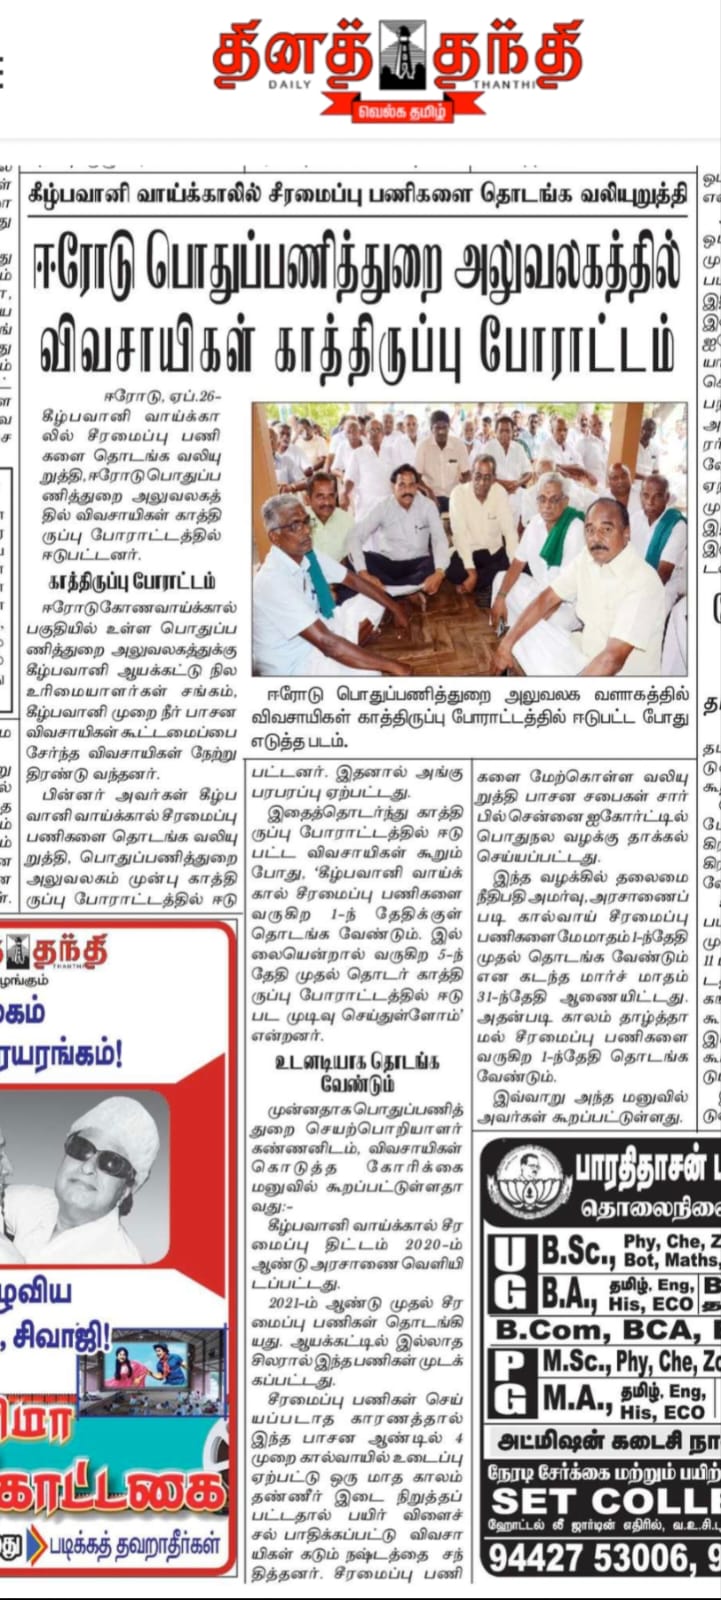 தினத் தந்தி
DAILY THANTHI
வெல்க தமிழ்
கீழ்பவானி வாய்க்காலில் சீரமைப்பு பணிகளை தொடங்க வலியுறுத்தி
ஈரோடு பொதுப்பணித்துறை அலுவலகத்தில்
விவசாயிகள் காத்திருப்பு போராட்டம்
ஈரோடு, ஏப்.26-
கீழ்பவானி வாய்க்கா
லில் சீரமைப்பு பணி
களை தொடங்க வலியு
றுத்தி, ஈரோடு பொதுப்ப
ணித்துறை அலுவலகத்
தில் விவசாயிகள் காத்தி
ருப்பு போராட்டத்தில்
ஈடுபட்டனர்.
காத்திருப்பு போராட்டம்
ஈரோடு கோணவாய்க்கால்
பகுதியில் உள்ள பொதுப்ப
ணித்துறை அலுவலகத்துக்கு
கீழ்பவானி ஆயக்கட்டு நில
உரிமையாளர்கள் சங்கம்,
கீழ்பவானி முறை நீர் பாசன
விவசாயிகள் கூட்டமைப்பை
சேர்ந்த விவசாயிகள் நேற்று
திரண்டு வந்தனர்.
பின்னர் அவர்கள் கீழ்ப
வானி வாய்க்கால் சீரமைப்பு
பணிகளை தொடங்க வலியு
றுத்தி, பொதுப்பணித்துறை
அலுவலகம் முன்பு காத்தி
ருப்பு போராட்டத்தில் ஈடு
ஈரோடு பொதுப்பணித்துறை அலுவலக வளாகத்தில்
விவசாயிகள் காத்திருப்பு போராட்டத்தில் ஈடுபட்ட போது
எடுத்த படம்.
பட்டனர். இதனால் அங்கு
பரபரப்பு ஏற்பட்டது.
இதைத்தொடர்ந்து காத்தி
ருப்பு போராட்டத்தில் ஈடு
பட்ட விவசாயிகள் கூறும்
போது, 'கீழ்பவானி வாய்க்
கால் சீரமைப்பு பணிகளை
வருகிற 1-ந் தேதிக்குள்
தொடங்க வேண்டும். இல்
லையென்றால் வருகிற 5-ந்
தேதி முதல் தொடர் காத்தி
ருப்பு போராட்டத்தில் ஈடு
பட முடிவு செய்துள்ளோம்'
என்றனர்.
உடனடியாக தொடங்க
வேண்டும்
முன்னதாக பொதுப்பணித்
துறை செயற்பொறியாளர்
கண்ணனிடம், விவசாயிகள்
கொடுத்த கோரிக்கை
மனுவில் கூறப்பட்டுள்ளதா
வது:-
கீழ்பவானி வாய்க்கால் சீர
மைப்பு திட்டம் 2020-ம்
ஆண்டு அரசாணை வெளியி
டப்பட்டது.
2021-ம் ஆண்டு முதல் சீர
மைப்பு பணிகள் தொடங்கி
யது. ஆயக்கட்டில் இல்லாத
சிலரால் இந்த பணிகள் முடக்
கப்பட்டது.
சீரமைப்பு பணிகள் செய்
யப்படாத காரணத்தால்
இந்த பாசன ஆண்டில் 4
முறை கால்வாயில் உடைப்பு
ஏற்பட்டு ஒரு மாத காலம்
தண்ணீர் இடை நிறுத்தப்
பட்டதால் பயிர் விளைச்
சல் பாதிக்கப்பட்டு விவசா
யிகள் கடும் நஷ்டத்தை சந்
தித்தனர். சீரமைப்பு பணி
களை மேற்கொள்ள வலியு
றுத்தி பாசன சபைகள் சார்
பில் சென்னை ஐகோர்ட்டில்
பொதுநல வழக்கு தாக்கல்
செய்யப்பட்டது.
இந்த வழக்கில் தலைமை
நீதிபதி அமர்வு, அரசாணைப்
படி கால்வாய் சீரமைப்பு
பணிகளை மே மாதம் 1-ந்தேதி
முதல் தொடங்க வேண்டும்
என கடந்த மார்ச் மாதம்
31-ந்தேதி ஆணையிட்டது.
அதன்படி காலம் தாழ்த்தா
மல் சீரமைப்பு பணிகளை
வருகிற 1-ந்தேதி தொடங்க
வேண்டும்.
இவ்வாறு அந்த மனுவில்
அவர்கள் கூறப்பட்டுள்ளது.
தந்தி
THANTHI
ழங்கும்
யரங்கம்!
, சிவாஜி!
படிக்கத் தவறாதீர்கள்
பாரதிதாசன் ப
தொலைநிலை
UG
B.Sc., Phy, Che, Z
Bot, Maths,
B.A., தமிழ், Eng,
His, ECO
B.Com, BCA,
PG
M.Sc., Phy, Che, Zo
M.A., தமிழ், Eng,
His, ECO
அட்மிஷன் கடைசி நா
நேரடி சேர்க்கை மற்றும் பயிற்
SET COLLE
ஹோட்டல் லீ ஜார்டின் எதிரில், வ.உ.சி.ப
94427 53006, 9